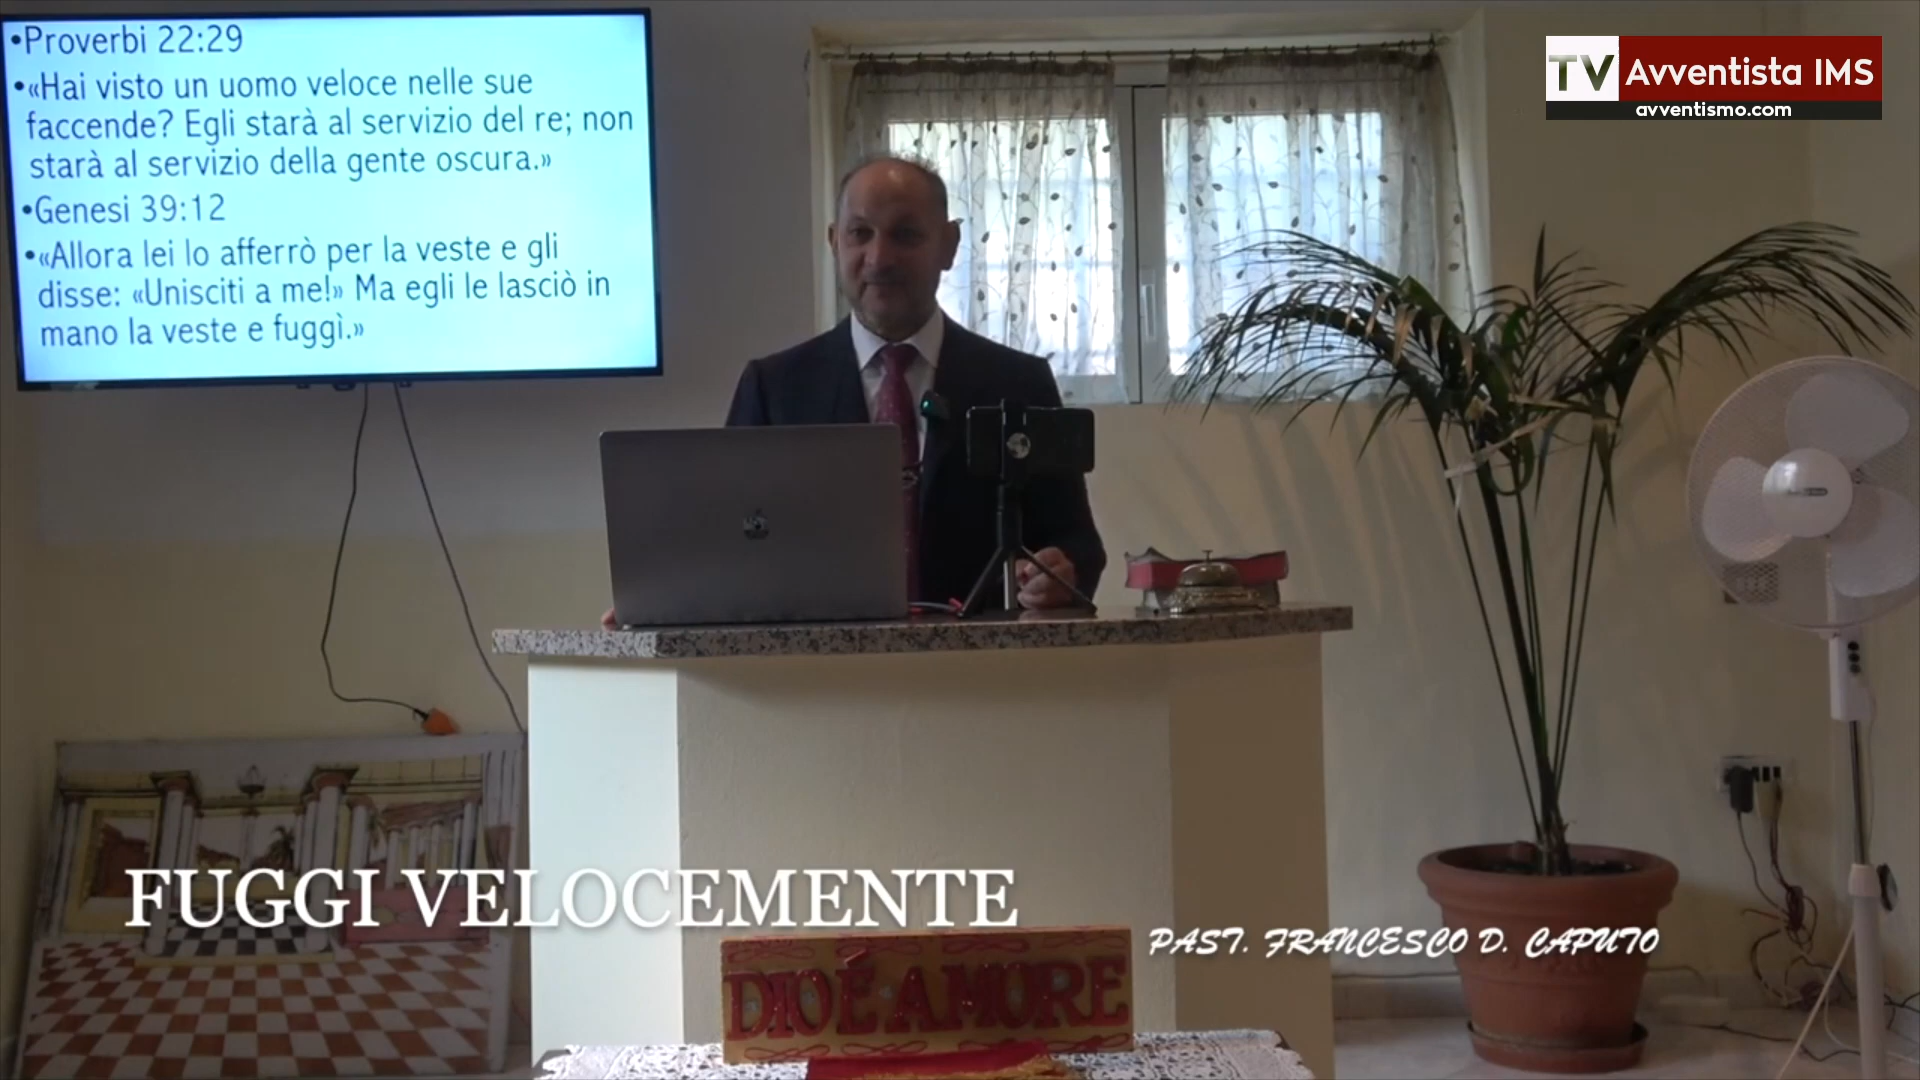 •Proverbi 22:29
•«Hai visto un uomo veloce nelle sue
faccende? Egli starà al servizio del re; non
starà al servizio della gente oscura.»
•Genesi 39:12
•«Allora lei lo afferrò per la veste e gli
disse: «Unisciti a me!» Ma egli le lasciò in
mano la veste e fuggì.»
TV Avventista IMS
avventismo.com
FUGGI VELOCEMENTE
PAST. FRANCESCO D. CAPUTO
DIO É AMORE